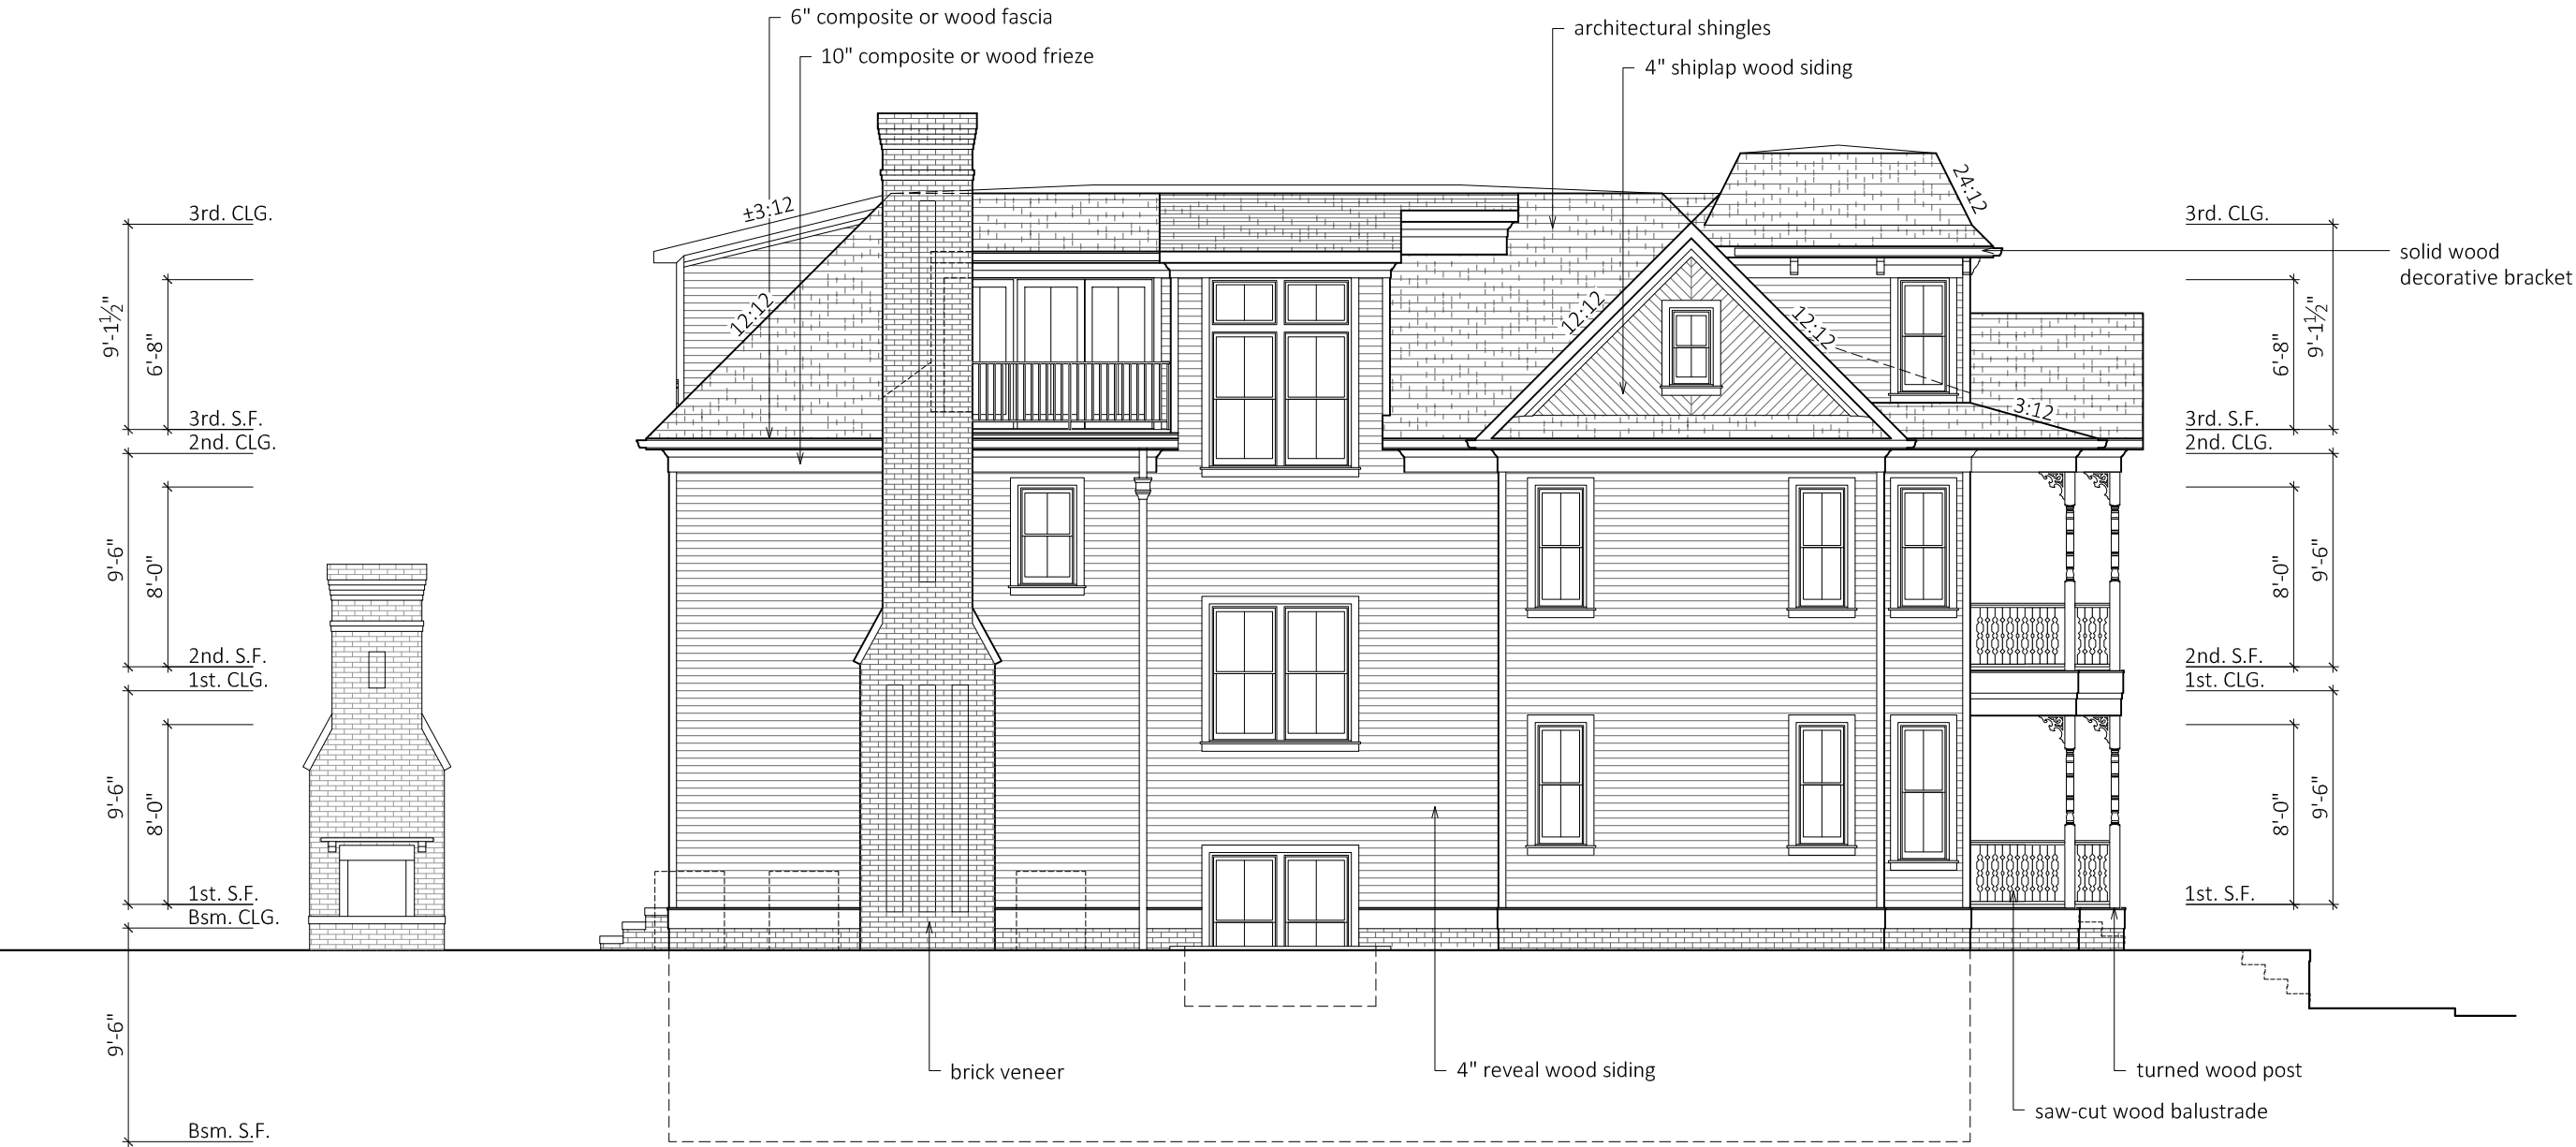 6" composite or wood fascia
10" composite or wood frieze
architectural shingles
4" shiplap wood siding
±3:12
24:12
3rd. CLG.
3rd. CLG.
solid wood
decorative bracket
9'-1½"
6'-8"
12:12
12:12
12:12
6'-8"
9'-1½"
3:12
3rd. S.F.
2nd. CLG.
3rd. S.F.
2nd. CLG.
9'-6"
8'-0"
8'-0"
9'-6"
2nd. S.F.
1st. CLG.
2nd. S.F.
1st. CLG.
9'-6"
8'-0"
8'-0"
9'-6"
1st. S.F.
Bsm. CLG.
1st. S.F.
9'-6"
brick veneer
4" reveal wood siding
turned wood post
saw-cut wood balustrade
Bsm. S.F.